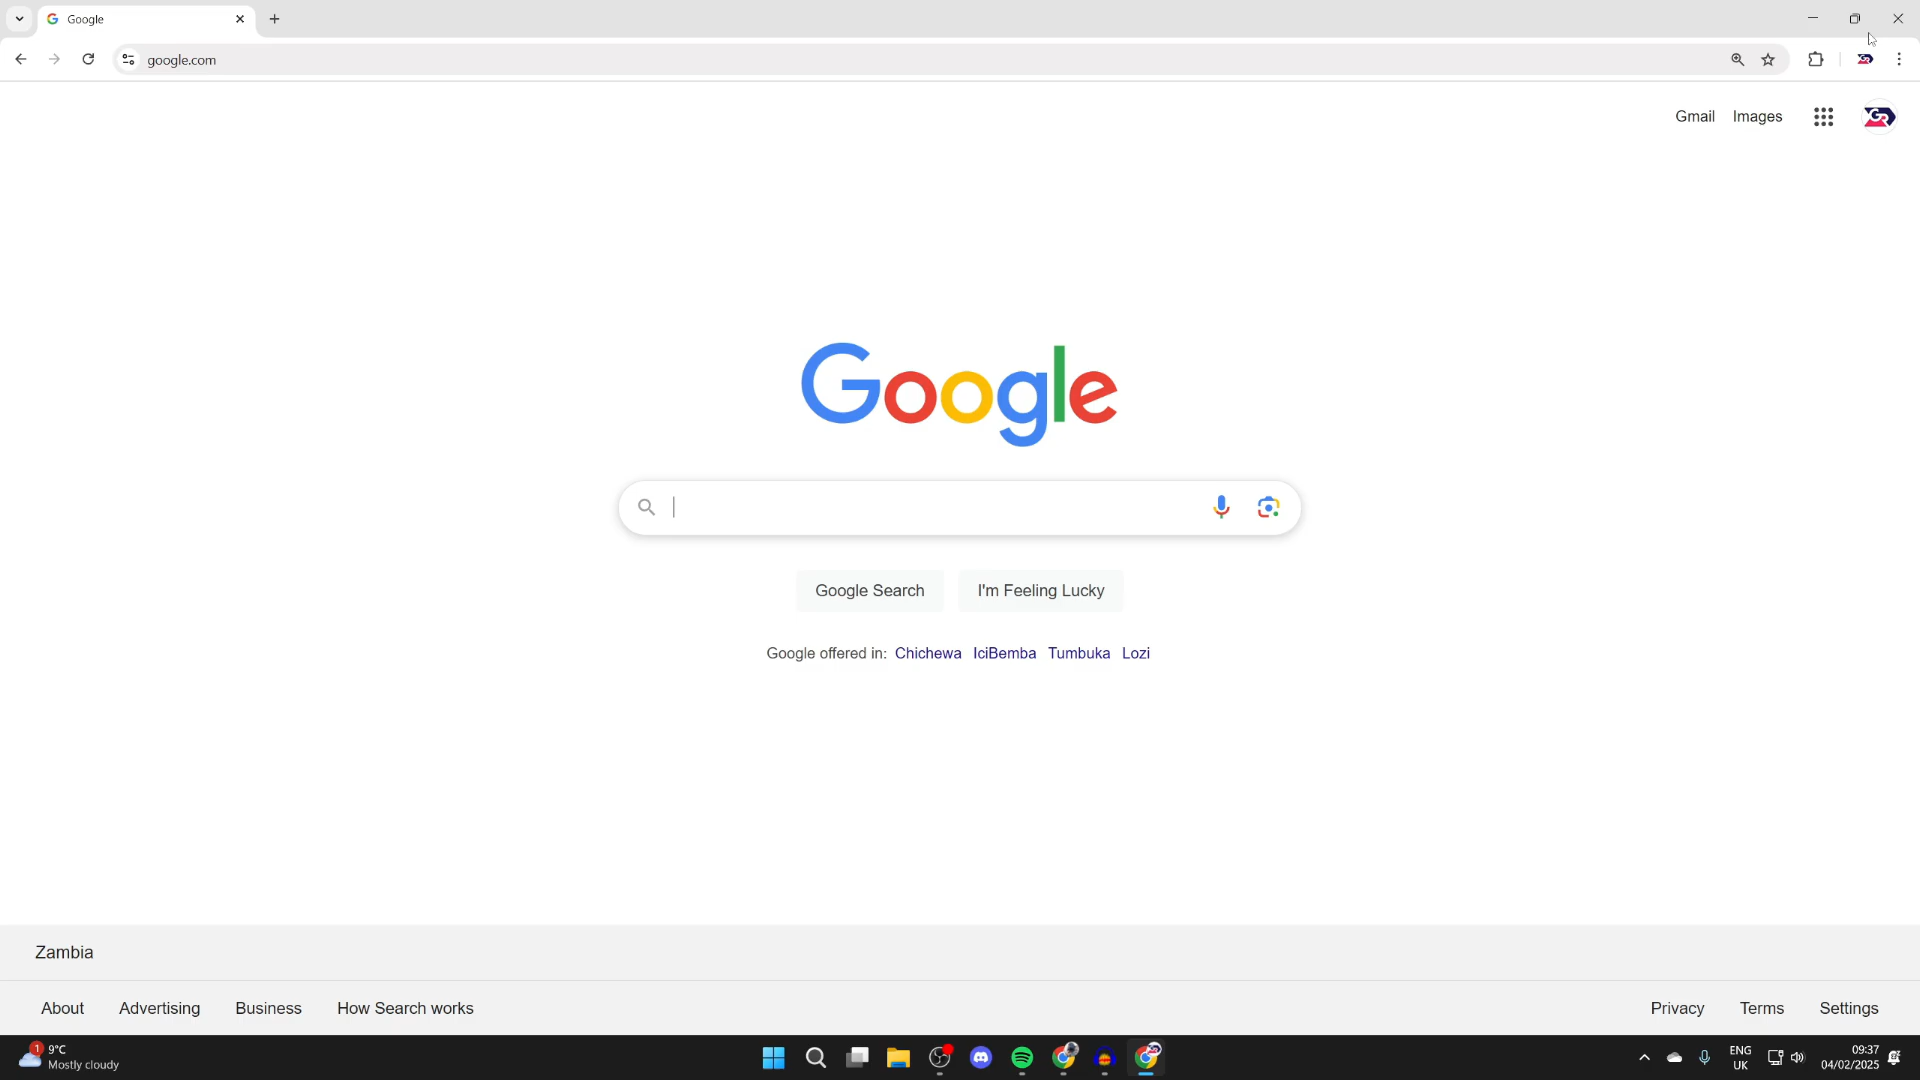 Google
google.com
Gmail Images
Google
Google Search I'm Feeling Lucky
Google offered in: Chichewa IciBemba Tumbuka Lozi
Zambia
About Advertising Business How Search works Privacy Terms Settings
1 9°C
Mostly cloudy
ENG
UK
09:37
04/02/2025